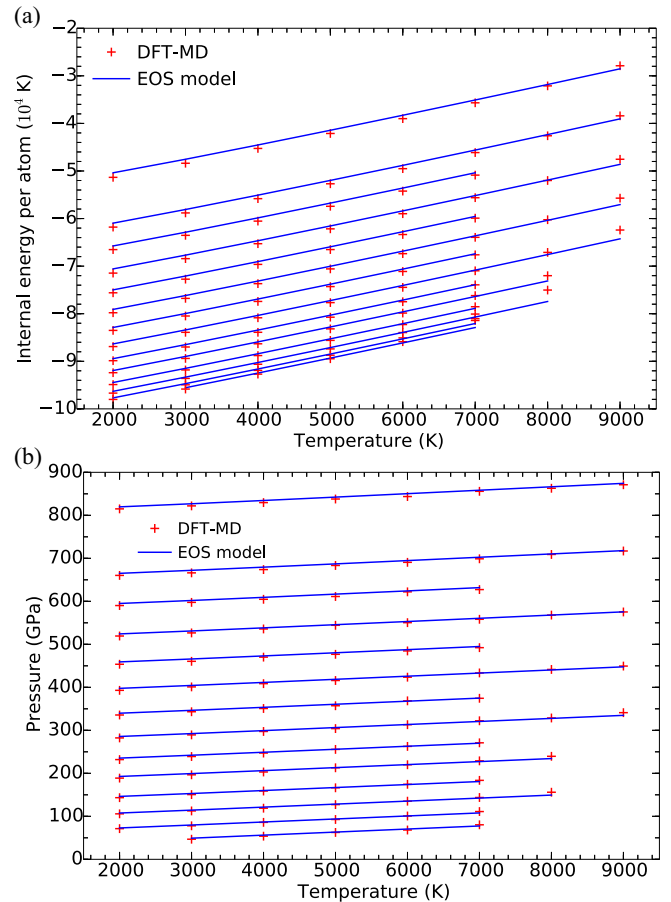 (a)
−2
−3
−4
−5
−6
−7
−8
−9
−10
Internal energy per atom (10⁴ K)
DFT-MD
EOS model
2000 3000 4000 5000 6000 7000 8000 9000
Temperature (K)
(b)
900
800
700
600
500
400
300
200
100
0
Pressure (GPa)
DFT-MD
EOS model
2000 3000 4000 5000 6000 7000 8000 9000
Temperature (K)